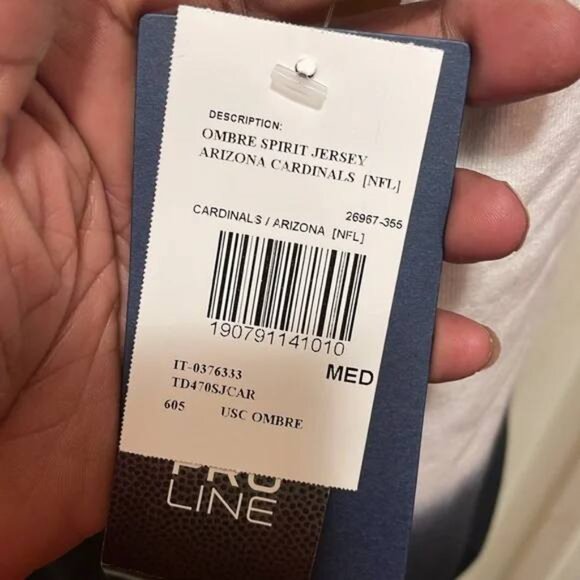 DESCRIPTION:
OMBRE SPIRIT JERSEY
ARIZONA CARDINALS [NFL]
26967-355
CARDINALS / ARIZONA [NFL]
190791141010
MED
IT-0376333
TD470SJCAR
605 USC OMBRE
PRO
LINE